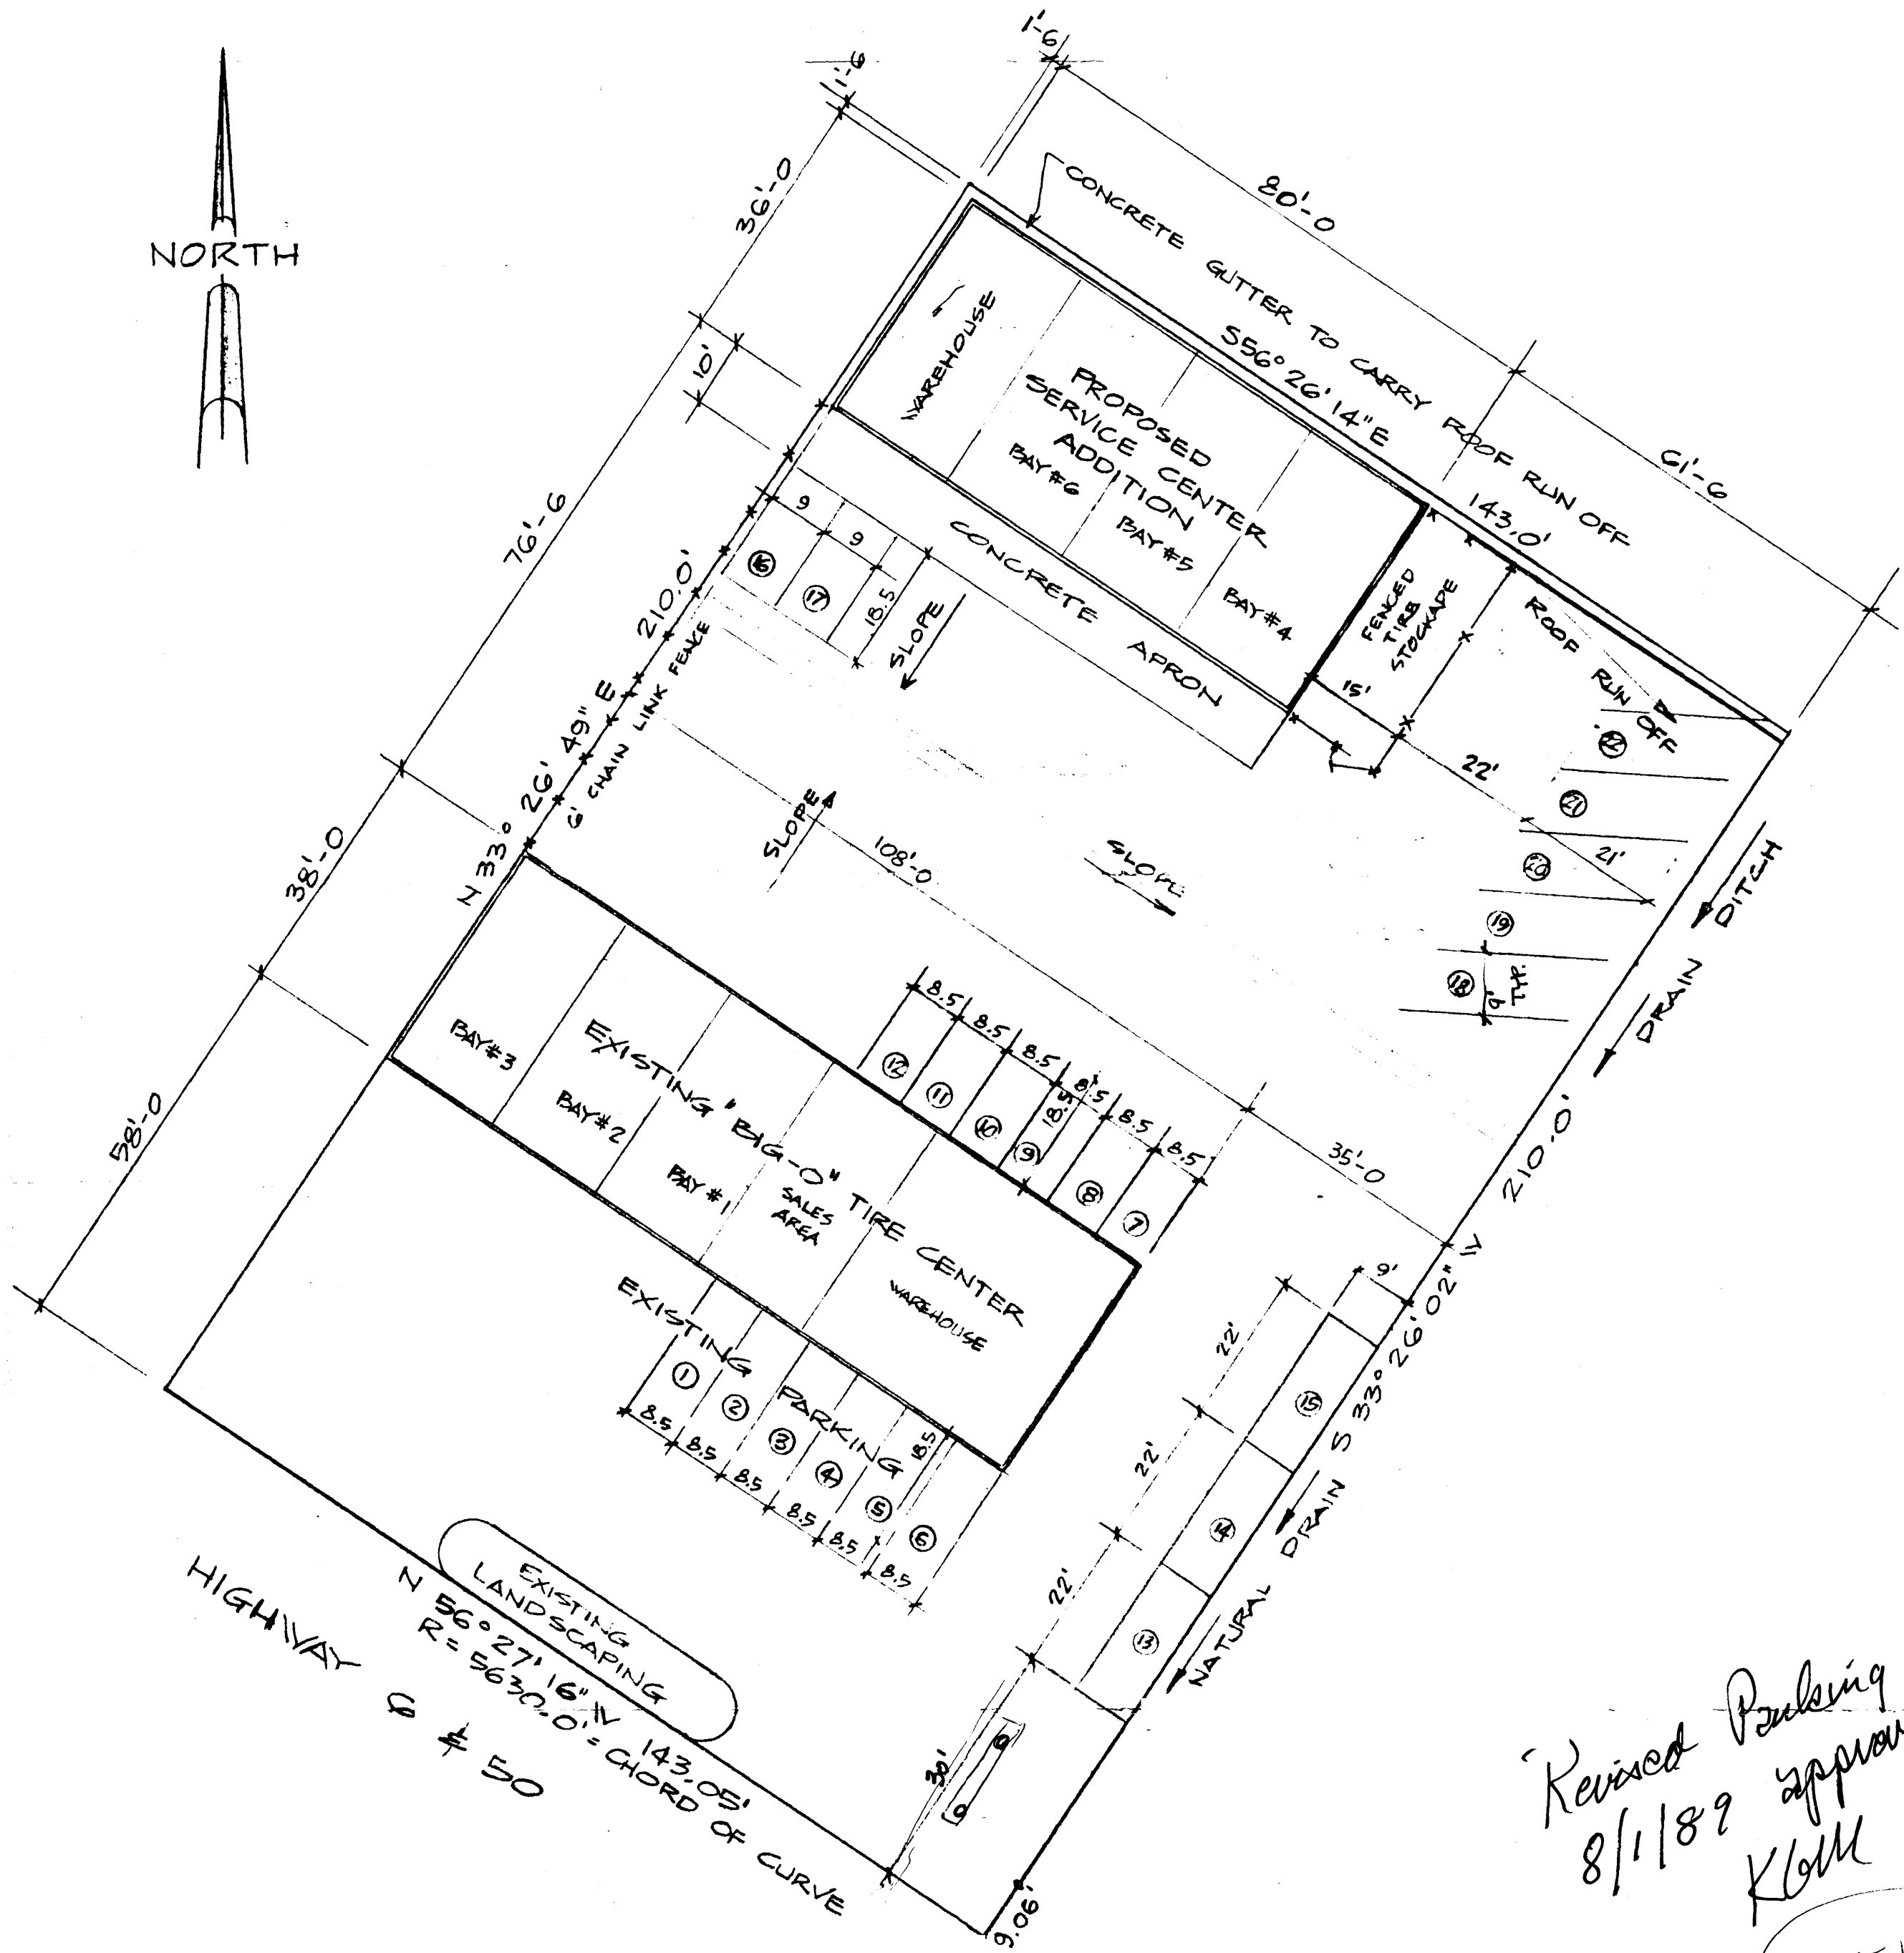 NORTH
1'-6
1'-6
36'-0
80'-0
CONCRETE GUTTER TO CARRY ROOF RUN OFF
S56° 26' 14" E
143.0'
61'-6
10'
WAREHOUSE
PROPOSED
SERVICE CENTER
ADDITION
BAY #6
BAY #5
BAY #4
FENCED
TIRE
STOCKADE
15'
ROOF RUN OFF
CONCRETE APRON
76'-6
9
9
16
17
18.5
SLOPE
N 33° 26' 49" E
210.0'
6' CHAIN LINK FENCE
SLOPE
108'-0
SLOPE
22'
21'
22
21
20
19
18
9'
TYP.
DITCH
DRAIN
38'-0
58'-0
BAY #3
BAY #2
BAY #1
EXISTING "BIG-O" TIRE CENTER
SALES
AREA
WAREHOUSE
8.5
8.5
8.5
8.5
8.5
8.5
12
11
10
9
8
7
18.5
35'-0
210.0'
S 33° 26' 02" W
9'
EXISTING PARKING
1
2
3
4
5
6
18.5
8.5
8.5
8.5
8.5
8.5
8.5
22'
22'
22'
15
14
13
NATURAL DRAIN
30'
9.06'
EXISTING
LANDSCAPING
N 56° 27' 16" W 143.05'
R = 5630.0' = CHORD OF CURVE
HIGHWAY 6 & 50
Revised Parking
8/1/89
KGM